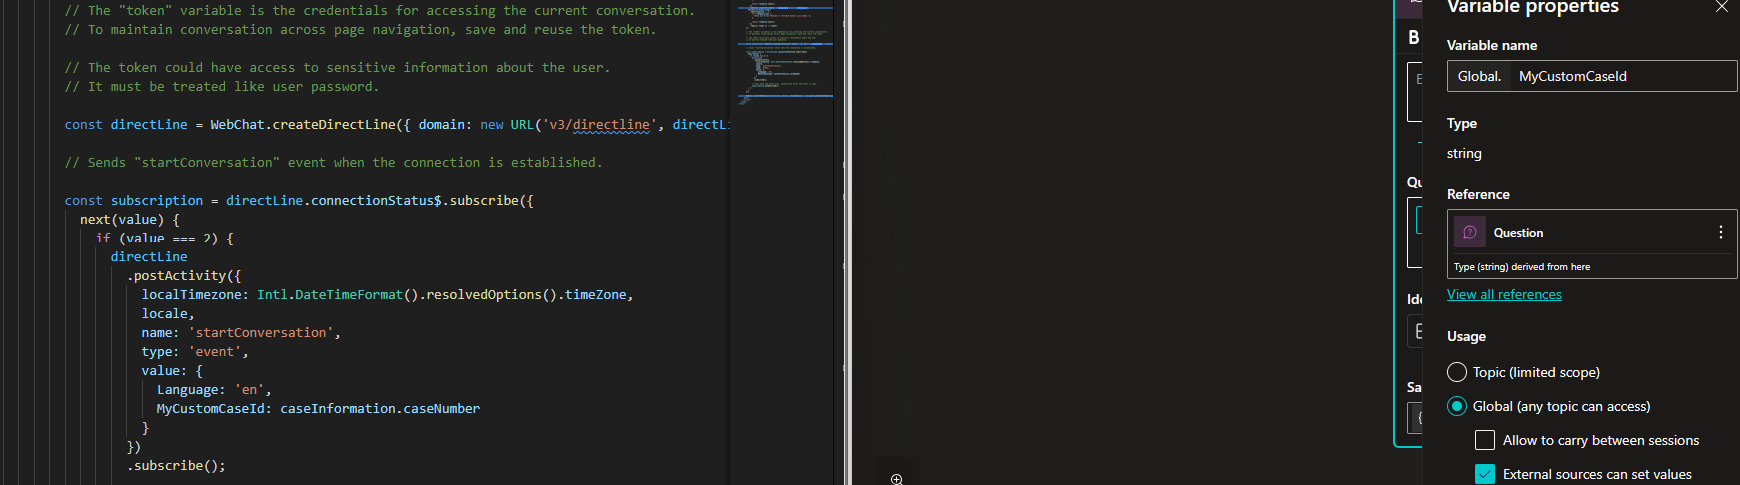 // The "token" variable is the credentials for accessing the current conversation.
// To maintain conversation across page navigation, save and reuse the token.
// The token could have access to sensitive information about the user.
// It must be treated like user password.
const directLine = WebChat.createDirectLine({ domain: new URL('v3/directline', directL
// Sends "startConversation" event when the connection is established.
const subscription = directLine.connectionStatus$.subscribe({
next(value) {
if (value === 2) {
directLine
.postActivity({
localTimezone: Intl.DateTimeFormat().resolvedOptions().timeZone,
locale,
name: 'startConversation',
type: 'event',
value: {
Language: 'en',
MyCustomCaseId: caseInformation.caseNumber
}
})
.subscribe();
B
Qu
Ide
Sa
{
Variable properties
Variable name
Global. MyCustomCaseId
Type
string
Reference
Question
Type (string) derived from here
View all references
Usage
Topic (limited scope)
Global (any topic can access)
Allow to carry between sessions
External sources can set values